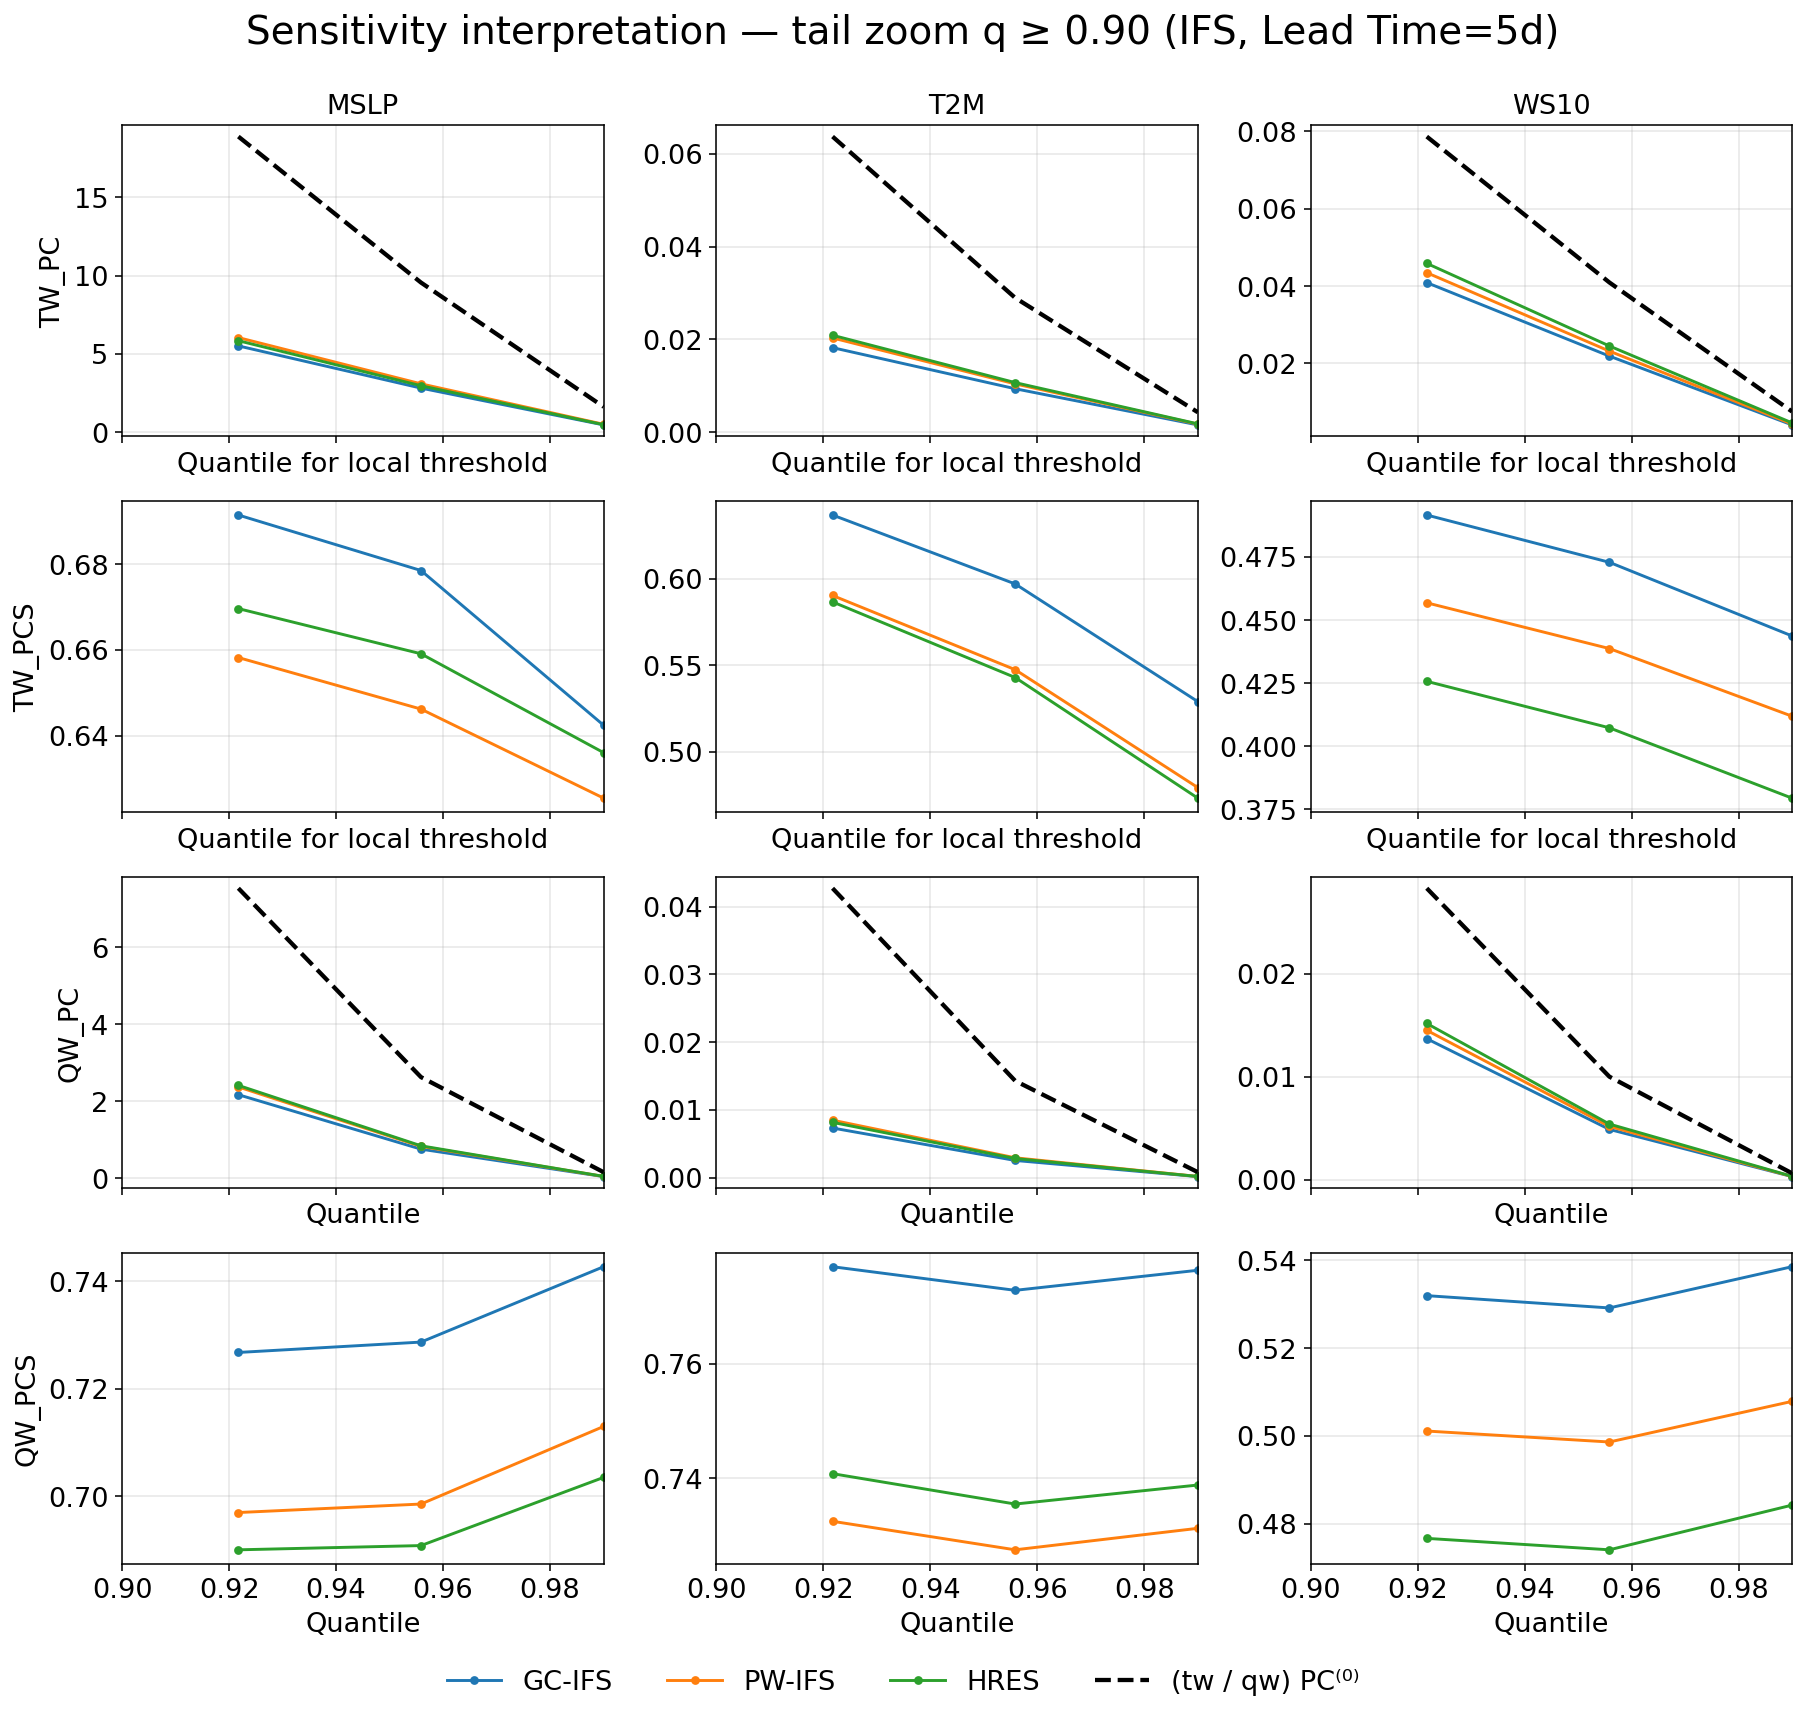 Sensitivity interpretation — tail zoom q ≥ 0.90 (IFS, Lead Time=5d)
MSLP
T2M
WS10
TW_PC
15
10
5
0
0.06
0.04
0.02
0.00
0.08
0.06
0.04
0.02
Quantile for local threshold
Quantile for local threshold
Quantile for local threshold
TW_PCS
0.68
0.66
0.64
0.60
0.55
0.50
0.475
0.450
0.425
0.400
0.375
Quantile for local threshold
Quantile for local threshold
Quantile for local threshold
QW_PC
6
4
2
0
0.04
0.03
0.02
0.01
0.00
0.02
0.01
0.00
Quantile
Quantile
Quantile
QW_PCS
0.74
0.72
0.70
0.76
0.74
0.54
0.52
0.50
0.48
0.90 0.92 0.94 0.96 0.98
0.90 0.92 0.94 0.96 0.98
0.90 0.92 0.94 0.96 0.98
Quantile
Quantile
Quantile
GC-IFS PW-IFS HRES (tw / qw) PC⁽⁰⁾